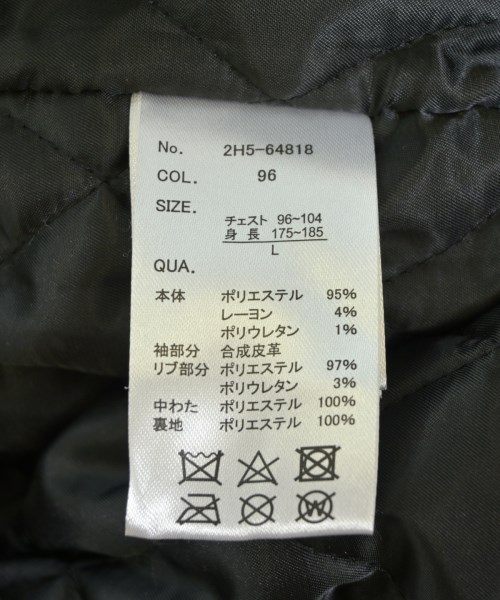 No. 2H5-64818
COL. 96
SIZE.
チェスト 96~104
身長 175~185
L
QUA.
本体 ポリエステル 95%
レーヨン 4%
ポリウレタン 1%
袖部分 合成皮革
リブ部分 ポリエステル 97%
ポリウレタン 3%
中わた ポリエステル 100%
裏地 ポリエステル 100%
W